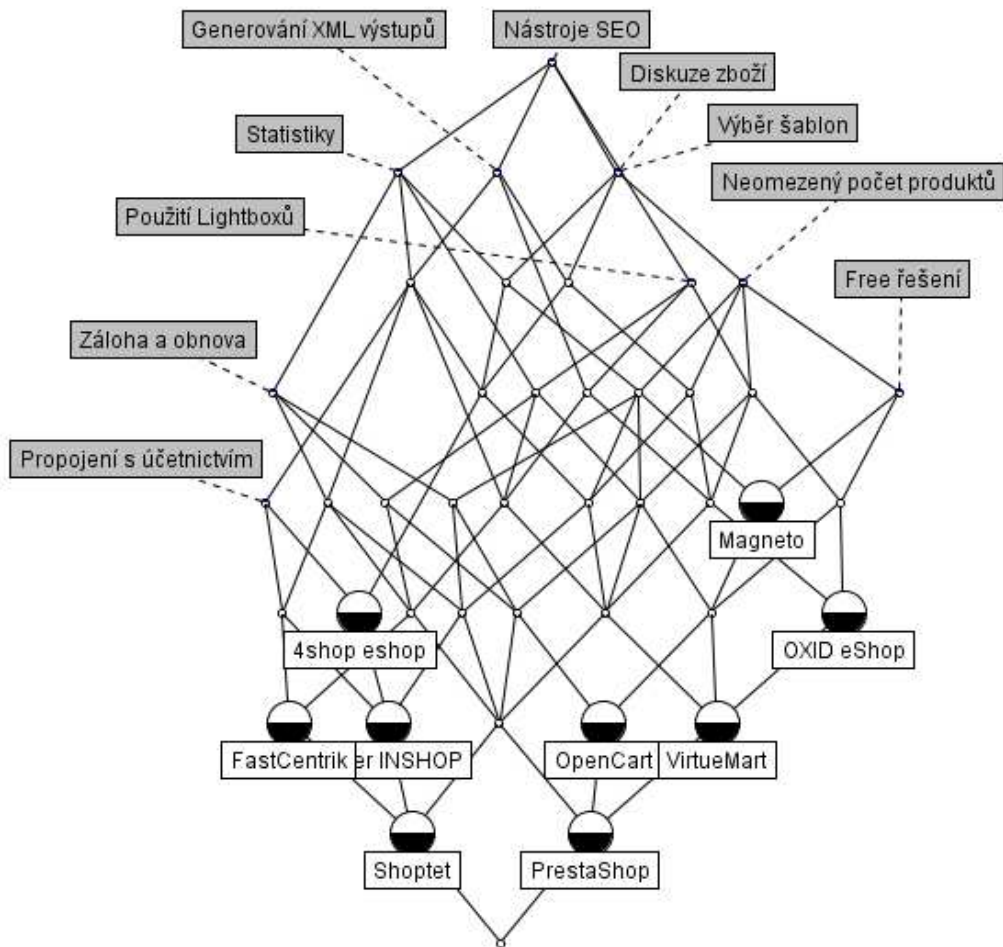 Generování XML výstupů
Nástroje SEO
Diskuze zboží
Statistiky
Výběr šablon
Neomezený počet produktů
Použití Lightboxů
Free řešení
Záloha a obnova
Propojení s účetnictvím
Magneto
4shop eshop
OXID eShop
FastCentrik
er INSHOP
OpenCart
VirtueMart
Shoptet
PrestaShop